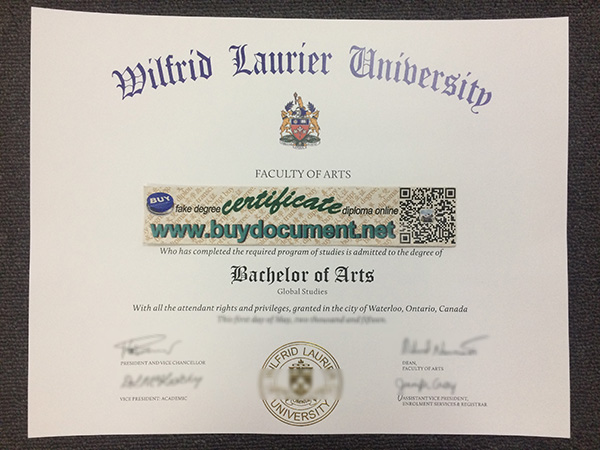 Wilfrid Laurier University
FACULTY OF ARTS
BUY
fake degree certificate diploma online
www.buydocument.net
Who has completed the required program of studies is admitted to the degree of
Bachelor of Arts
Global Studies
With all the attendant rights and privileges, granted in the city of Waterloo, Ontario, Canada
This first day of May, two thousand and fifteen.
PRESIDENT AND VICE CHANCELLOR
DEAN,
FACULTY OF ARTS
VICE PRESIDENT: ACADEMIC
ASSISTANT VICE PRESIDENT,
ENROLMENT SERVICES & REGISTRAR
WILFRID LAURIER
UNIVERSITY